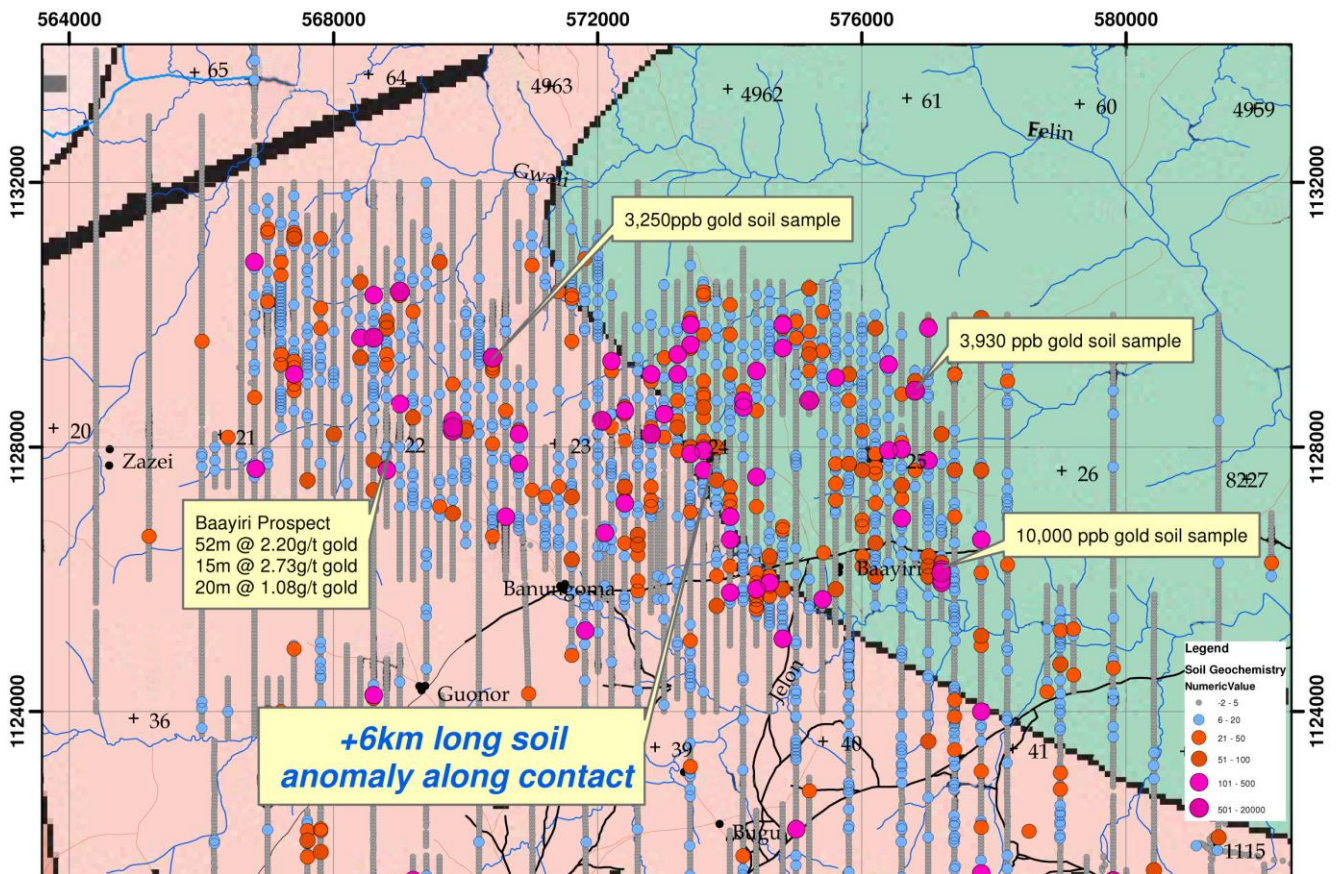 564000 568000 572000 576000 580000
65 64 4963 4962 61 60 4959
Felin
Gwali
1132000 1132000
3,250ppb gold soil sample
3,930 ppb gold soil sample
1128000 1128000
20 21 22 23 24 25 26 8227
Zazei
Baayiri Prospect
52m @ 2.20g/t gold
15m @ 2.73g/t gold
20m @ 1.08g/t gold
10,000 ppb gold soil sample
Baayiri
Banungoma
Guonor
Jelon
1124000 1124000
36 39 40 41
+6km long soil
anomaly along contact
Bugu
1115
Legend
Soil Geochemistry
NumericValue
-2 - 5
6 - 20
21 - 50
51 - 100
101 - 500
501 - 20000